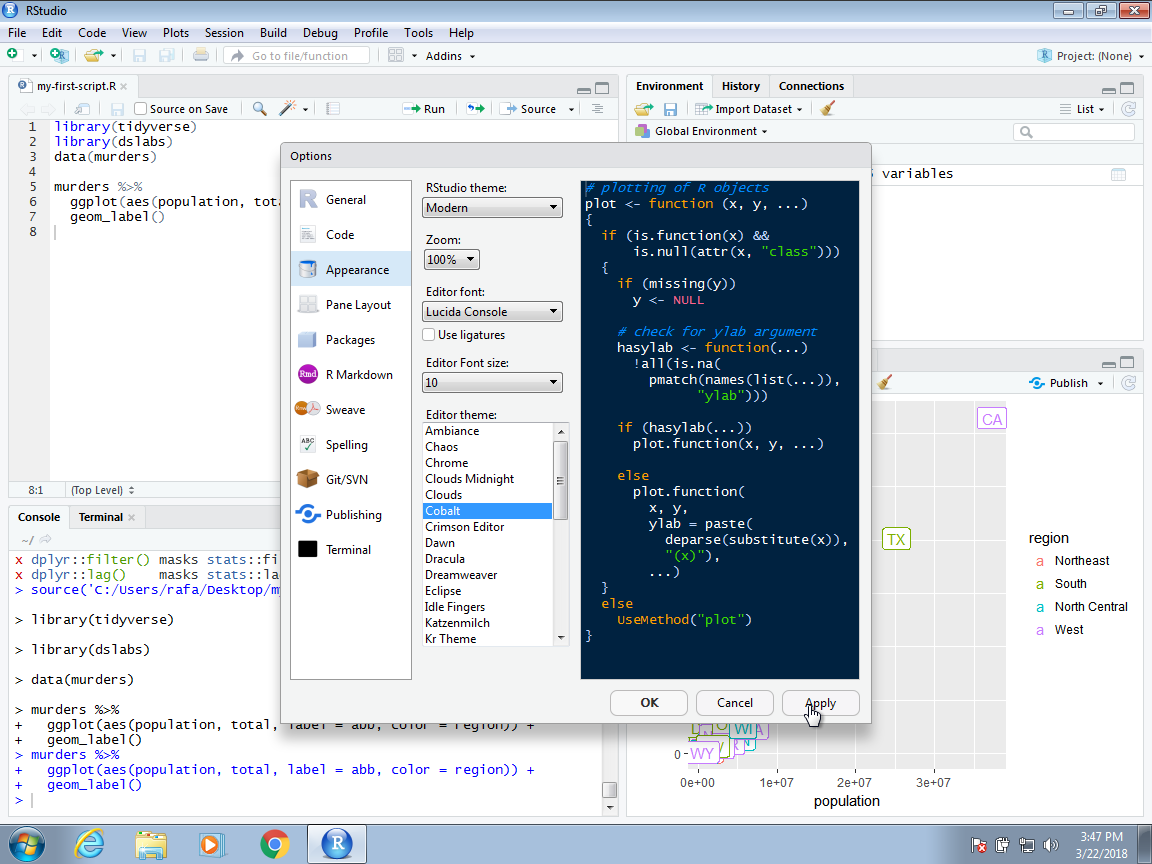 RStudio
File Edit Code View Plots Session Build Debug Profile Tools Help
Go to file/function Addins Project: (None)
my-first-script.R
Source on Save Run Source
1 library(tidyverse)
2 library(dslabs)
3 data(murders)
4
5 murders %>%
6 ggplot(aes(population, tota
7 geom_label()
8
8:1 (Top Level)
Console Terminal
~/
x dplyr::filter() masks stats::fi
x dplyr::lag() masks stats::la
> source('C:/Users/rafa/Desktop/my
> library(tidyverse)
> library(dslabs)
> data(murders)
> murders %>%
+ ggplot(aes(population, total, label = abb, color = region)) +
+ geom_label()
> murders %>%
+ ggplot(aes(population, total, label = abb, color = region)) +
+ geom_label()
>
Environment History Connections
Import Dataset List
Global Environment
variables
Publish
CA
TX
WY
WI
0
0e+00 1e+07 2e+07 3e+07
population
region
a Northeast
a South
a North Central
a West
Options
General
Code
Appearance
Pane Layout
Packages
Rmd R Markdown
Sweave
ABC Spelling
Git/SVN
Publishing
Terminal
RStudio theme:
Modern
Zoom:
100%
Editor font:
Lucida Console
Use ligatures
Editor Font size:
10
Editor theme:
Ambiance
Chaos
Chrome
Clouds Midnight
Clouds
Cobalt
Crimson Editor
Dawn
Dracula
Dreamweaver
Eclipse
Idle Fingers
Katzenmilch
Kr Theme
# plotting of R objects
plot <- function (x, y, ...)
{
if (is.function(x) &&
is.null(attr(x, "class")))
{
if (missing(y))
y <- NULL
# check for ylab argument
hasylab <- function(...)
!all(is.na(
pmatch(names(list(...)),
"ylab")))
if (hasylab(...))
plot.function(x, y, ...)
else
plot.function(
x, y,
ylab = paste(
deparse(substitute(x)),
"(x)"),
...)
}
else
UseMethod("plot")
}
OK Cancel Apply
3:47 PM
3/22/2018